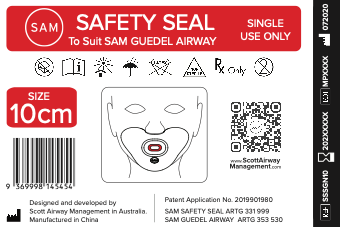 SAM
SAFETY SEAL
To Suit SAM GUEDEL AIRWAY
SINGLE
USE ONLY
Rx Only
SIZE
10cm
9 369998 145454
www.ScottAirway
Management.com
Designed and developed by
Scott Airway Management in Australia.
Manufactured in China
Patent Application No. 2019901980
SAM SAFETY SEAL ARTG 331 999
SAM GUEDEL AIRWAY ARTG 353 530
072020
MPXXXX
202XXXXX
SSSGN10